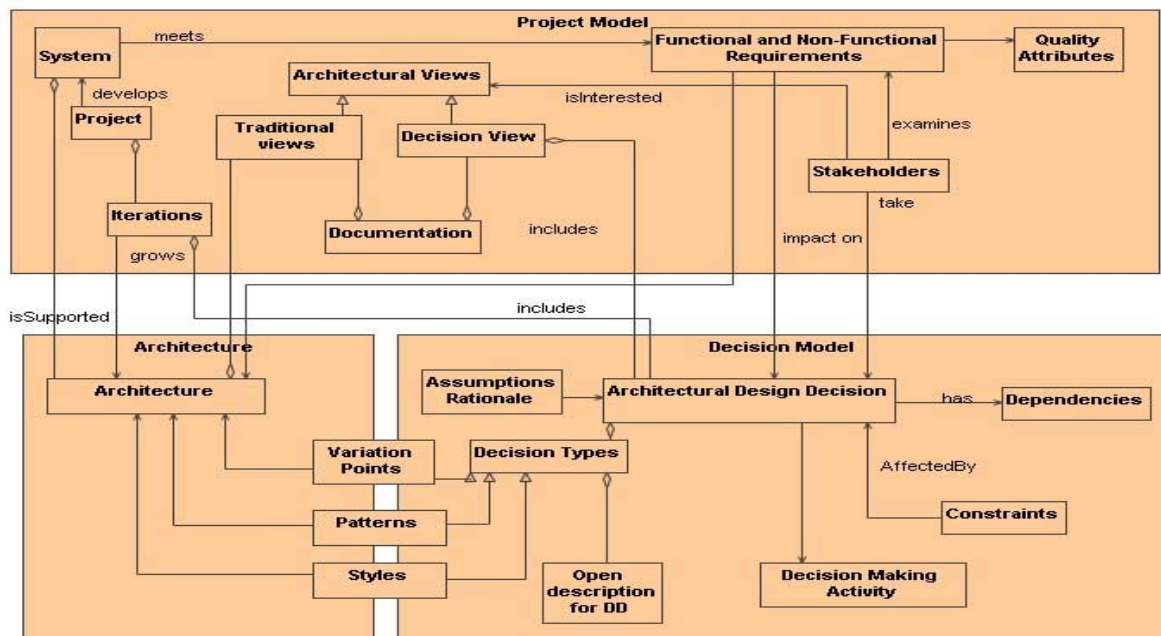 Project Model
System
meets
Functional and Non-Functional
Requirements
Quality
Attributes
Architectural Views
isInterested
develops
Project
Traditional
views
Decision View
examines
Stakeholders
take
Iterations
Documentation
includes
impact on
grows
isSupported
includes
Architecture
Decision Model
Architecture
Assumptions
Rationale
Architectural Design Decision
has
Dependencies
Variation
Points
Decision Types
AffectedBy
Patterns
Constraints
Styles
Open
description
for DD
Decision Making
Activity